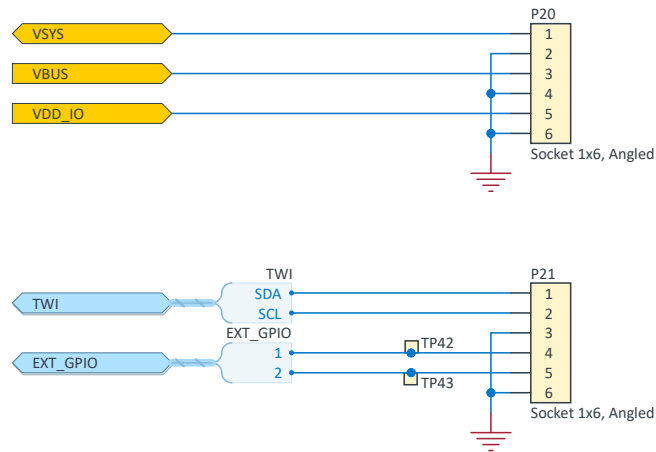 P20
VSYS
1
2
VBUS
3
4
VDD_IO
5
6
Socket 1x6, Angled
TWI
P21
TWI
SDA
1
SCL
2
EXT_GPIO
3
EXT_GPIO
1
TP42
4
2
TP43
5
6
Socket 1x6, Angled